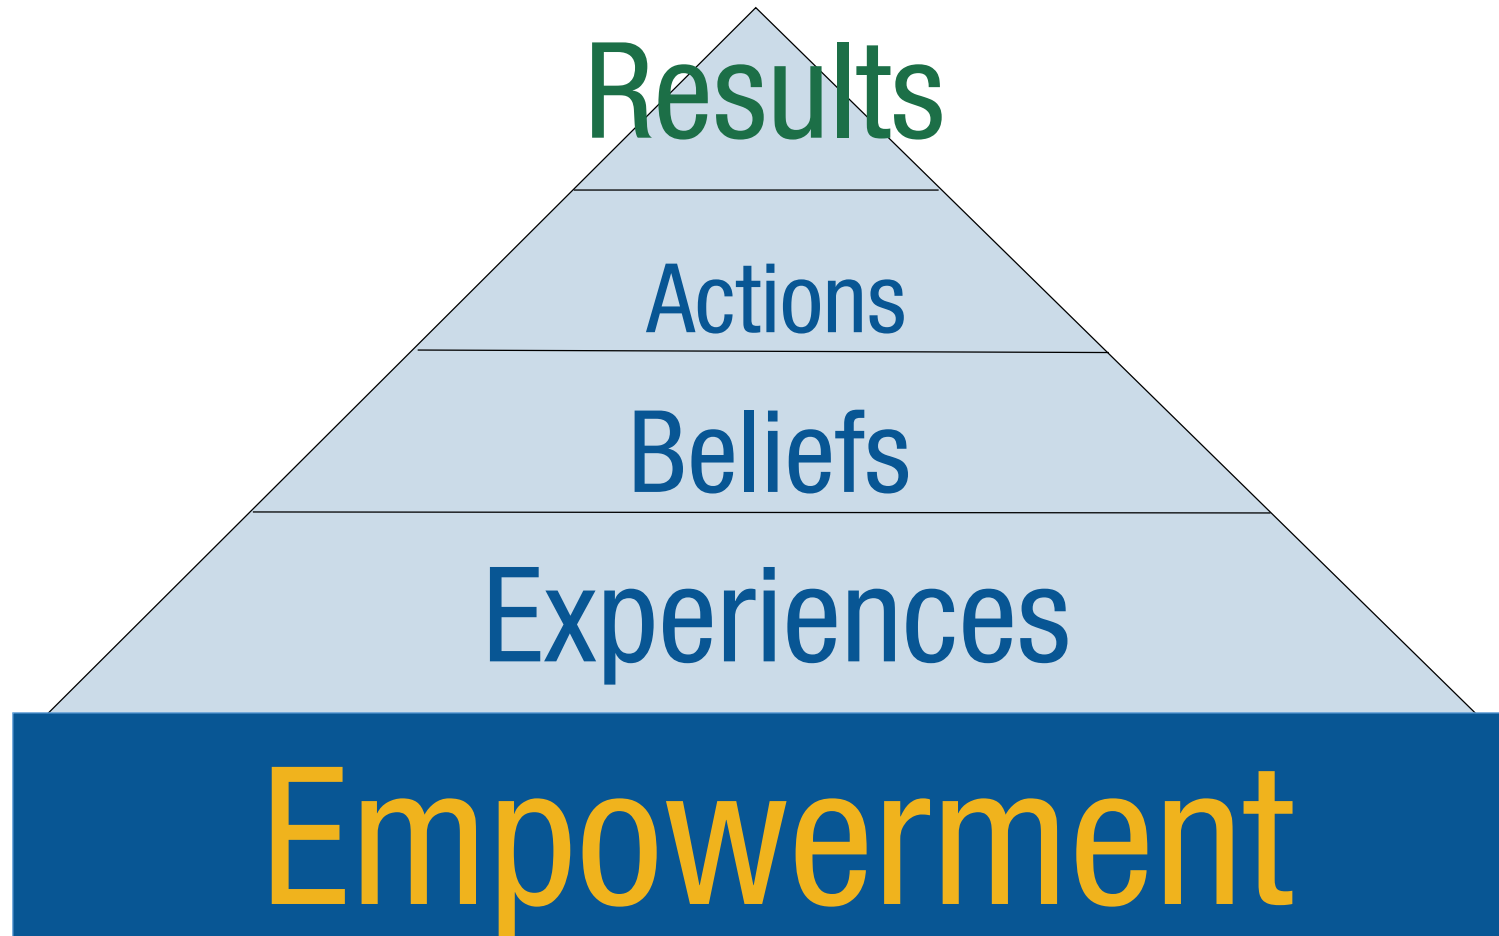 Results
Actions
Beliefs
Experiences
Empowerment